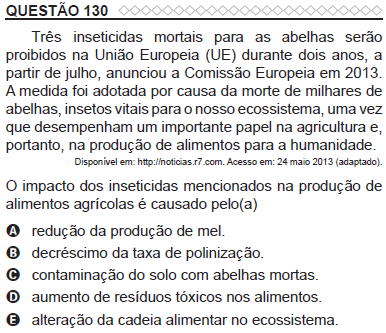 QUESTÃO 130
Três inseticidas mortais para as abelhas serão
proibidos na União Europeia (UE) durante dois anos, a
partir de julho, anunciou a Comissão Europeia em 2013.
A medida foi adotada por causa da morte de milhares de
abelhas, insetos vitais para o nosso ecossistema, uma vez
que desempenham um importante papel na agricultura e,
portanto, na produção de alimentos para a humanidade.
Disponível em: http://noticias.r7.com. Acesso em: 24 maio 2013 (adaptado).
O impacto dos inseticidas mencionados na produção de
alimentos agrícolas é causado pelo(a)
A redução da produção de mel.
B decréscimo da taxa de polinização.
C contaminação do solo com abelhas mortas.
D aumento de resíduos tóxicos nos alimentos.
E alteração da cadeia alimentar no ecossistema.